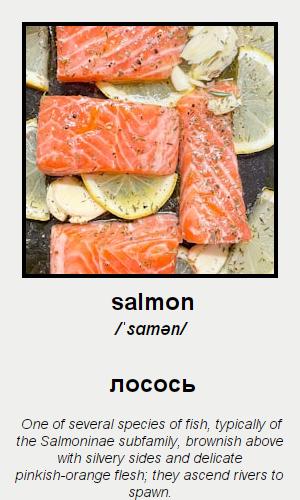 salmon
/ˈsɑmən/
лосось
One of several species of fish, typically of
the Salmoninae subfamily, brownish above
with silvery sides and delicate
pinkish-orange flesh; they ascend rivers to
spawn.